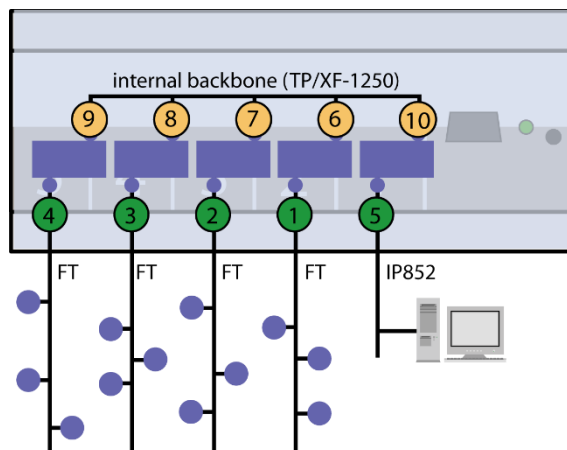 internal backbone (TP/XF-1250)
9 8 7 6 10
4 3 2 1 5
FT FT FT FT IP852